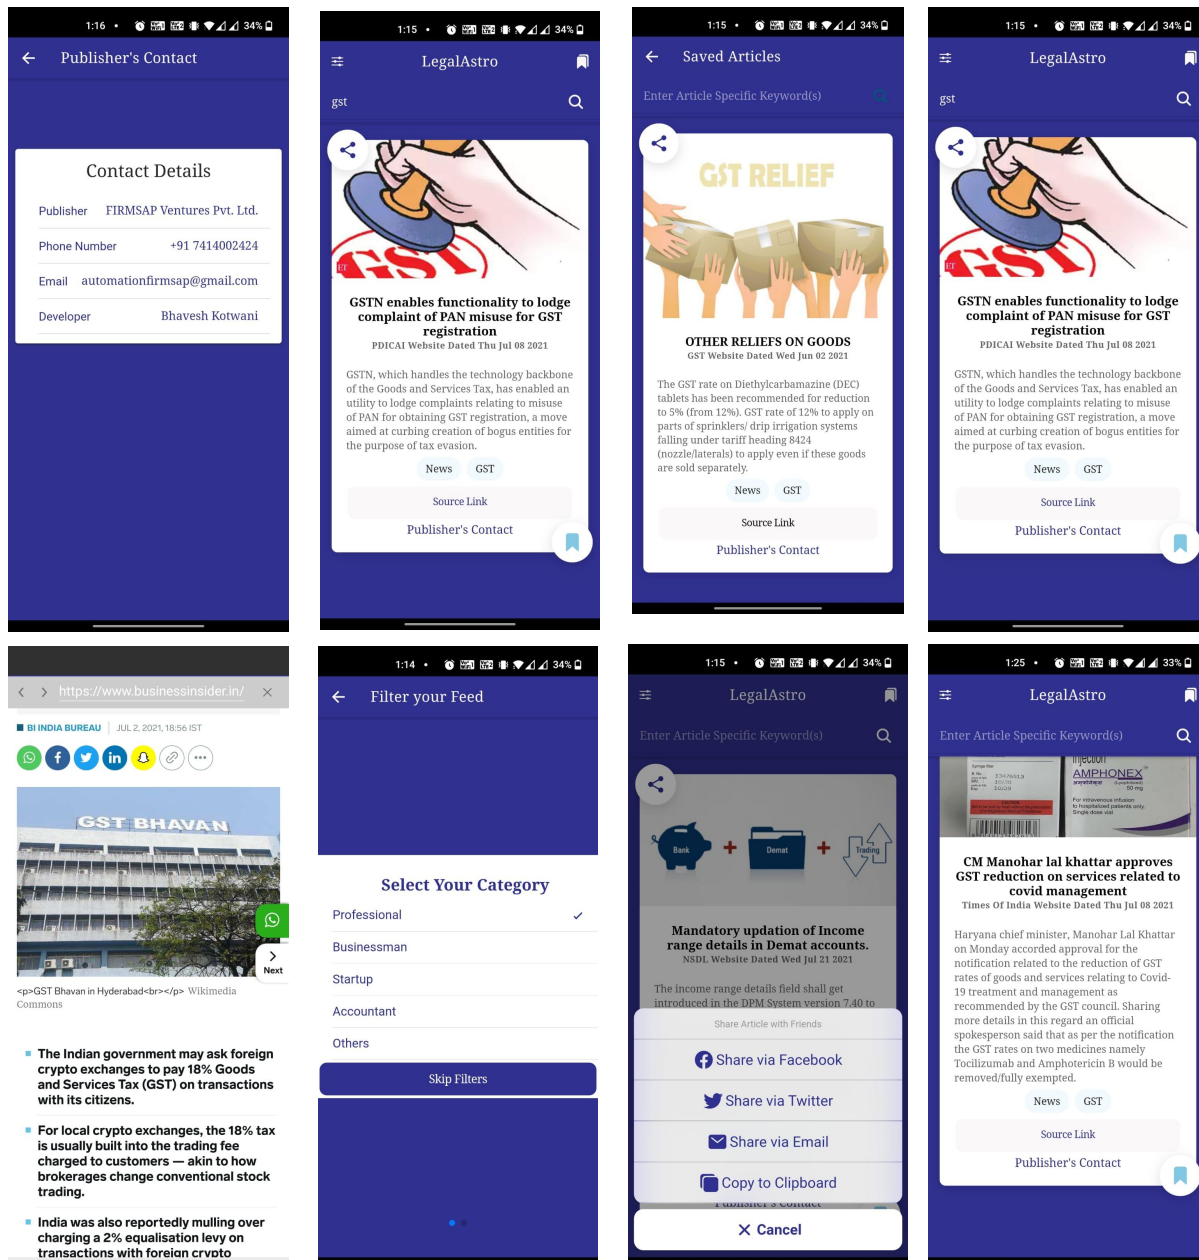 1:16 • 34%
Publisher's Contact
Contact Details
Publisher FIRMSAP Ventures Pvt. Ltd.
Phone Number +91 7414002424
Email automationfirmsap@gmail.com
Developer Bhavesh Kotwani
1:15 • 34%
LegalAstro
gst
ET
GST
GSTN enables functionality to lodge
complaint of PAN misuse for GST
registration
PDICAI Website Dated Thu Jul 08 2021
GSTN, which handles the technology backbone
of the Goods and Services Tax, has enabled an
utility to lodge complaints relating to misuse
of PAN for obtaining GST registration, a move
aimed at curbing creation of bogus entities for
the purpose of tax evasion.
News GST
Source Link
Publisher's Contact
1:15 • 34%
Saved Articles
Enter Article Specific Keyword(s)
GST RELIEF
OTHER RELIEFS ON GOODS
GST Website Dated Wed Jun 02 2021
The GST rate on Diethylcarbamazine (DEC)
tablets has been recommended for reduction
to 5% (from 12%). GST rate of 12% to apply on
parts of sprinklers/ drip irrigation systems
falling under tariff heading 8424
(nozzle/laterals) to apply even if these goods
are sold separately.
News GST
Source Link
Publisher's Contact
1:15 • 34%
LegalAstro
gst
ET
GST
GSTN enables functionality to lodge
complaint of PAN misuse for GST
registration
PDICAI Website Dated Thu Jul 08 2021
GSTN, which handles the technology backbone
of the Goods and Services Tax, has enabled an
utility to lodge complaints relating to misuse
of PAN for obtaining GST registration, a move
aimed at curbing creation of bogus entities for
the purpose of tax evasion.
News GST
Source Link
Publisher's Contact
https://www.businessinsider.in/
BI INDIA BUREAU JUL 2, 2021, 18:56 IST
GST BHAVAN
Next
<p>GST Bhavan in Hyderabad<br></p> Wikimedia
Commons
The Indian government may ask foreign
crypto exchanges to pay 18% Goods
and Services Tax (GST) on transactions
with its citizens.
For local crypto exchanges, the 18% tax
is usually built into the trading fee
charged to customers — akin to how
brokerages change conventional stock
trading.
India was also reportedly mulling over
charging a 2% equalisation levy on
transactions with foreign crypto
1:14 • 34%
Filter your Feed
Select Your Category
Professional
Businessman
Startup
Accountant
Others
Skip Filters
1:15 • 34%
LegalAstro
Enter Article Specific Keyword(s)
Bank + Demat + Trading
Mandatory updation of Income
range details in Demat accounts.
NSDL Website Dated Wed Jul 21 2021
The income range details field shall get
introduced in the DPM System version 7.40 to
Share Article with Friends
Share via Facebook
Share via Twitter
Share via Email
Copy to Clipboard
Publisher's Contact
Cancel
1:25 • 33%
LegalAstro
Enter Article Specific Keyword(s)
Injection
AMPHONEX
50 mg
For intravenous infusion
to hospitalized patients only.
Single dose vial
CM Manohar lal khattar approves
GST reduction on services related to
covid management
Times Of India Website Dated Thu Jul 08 2021
Haryana chief minister, Manohar Lal Khattar
on Monday accorded approval for the
notification related to the reduction of GST
rates of goods and services relating to Covid-
19 treatment and management as
recommended by the GST council. Sharing
more details in this regard an official
spokesperson said that as per the notification
the GST rates on two medicines namely
Tocilizumab and Amphotericin B would be
removed/fully exempted.
News GST
Source Link
Publisher's Contact